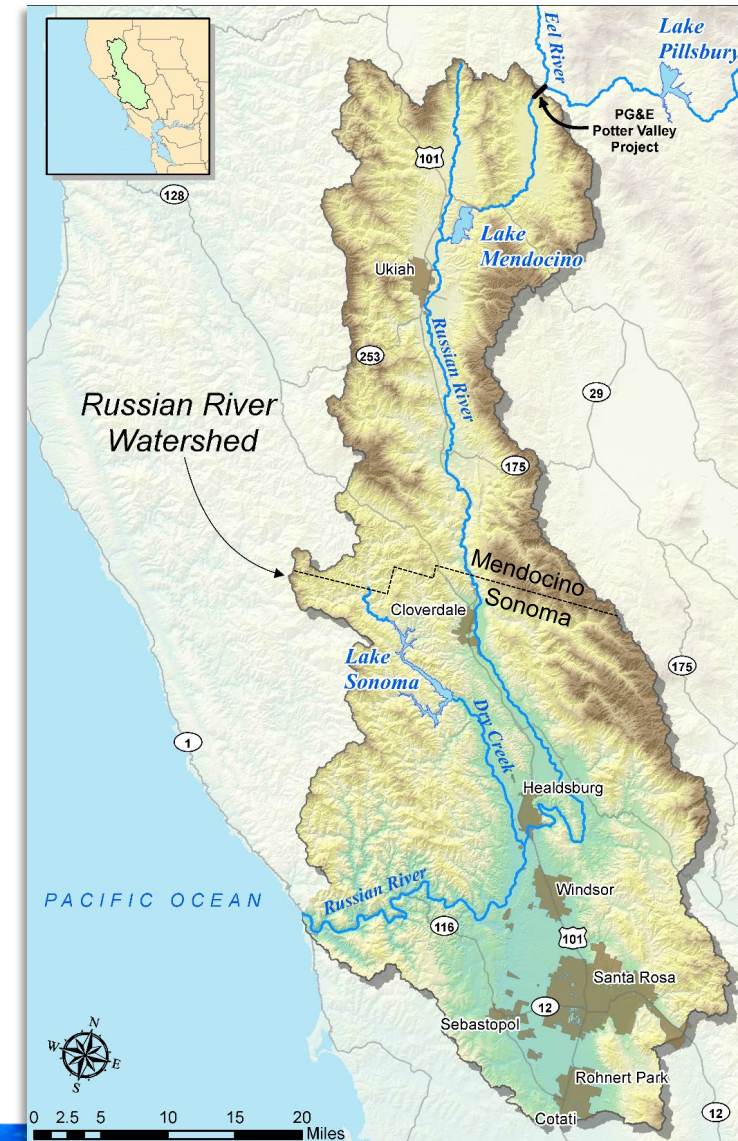 Eel River
Lake
Pillsbury
PG&E
Potter Valley
Project
101
128
Lake
Mendocino
Ukiah
Russian River
253
29
Russian River
Watershed
175
Mendocino
Sonoma
Cloverdale
Lake
Sonoma
175
Dry Creek
1
Healdsburg
PACIFIC OCEAN
Russian River
Windsor
116
101
Santa Rosa
12
Sebastopol
Rohnert Park
Cotati
12
N
W
E
S
0 2.5 5 10 15 20
Miles